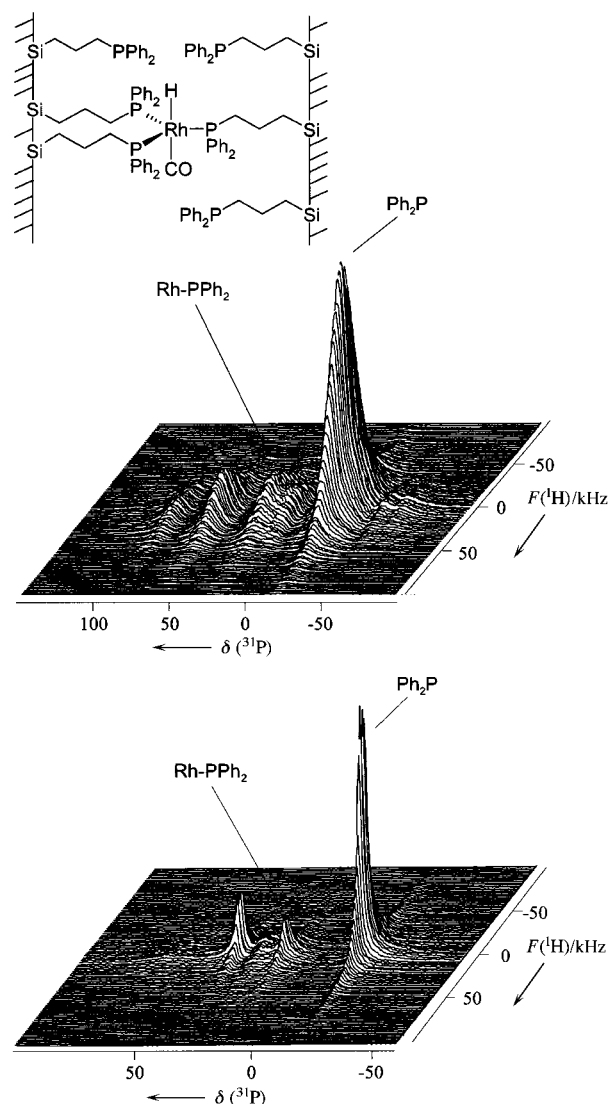 Si PPh₂ Ph₂P Si
H
Si Ph₂ P Ph₂
Rh P Si
Si P Ph₂
Ph₂ CO
Ph₂P Si
Ph₂P
Rh-PPh₂
-50
0 F(¹H)/kHz
50
100 50 0 -50
← δ (³¹P)
Ph₂P
Rh-PPh₂
-50
0 F(¹H)/kHz
50
50 0 -50
← δ (³¹P)